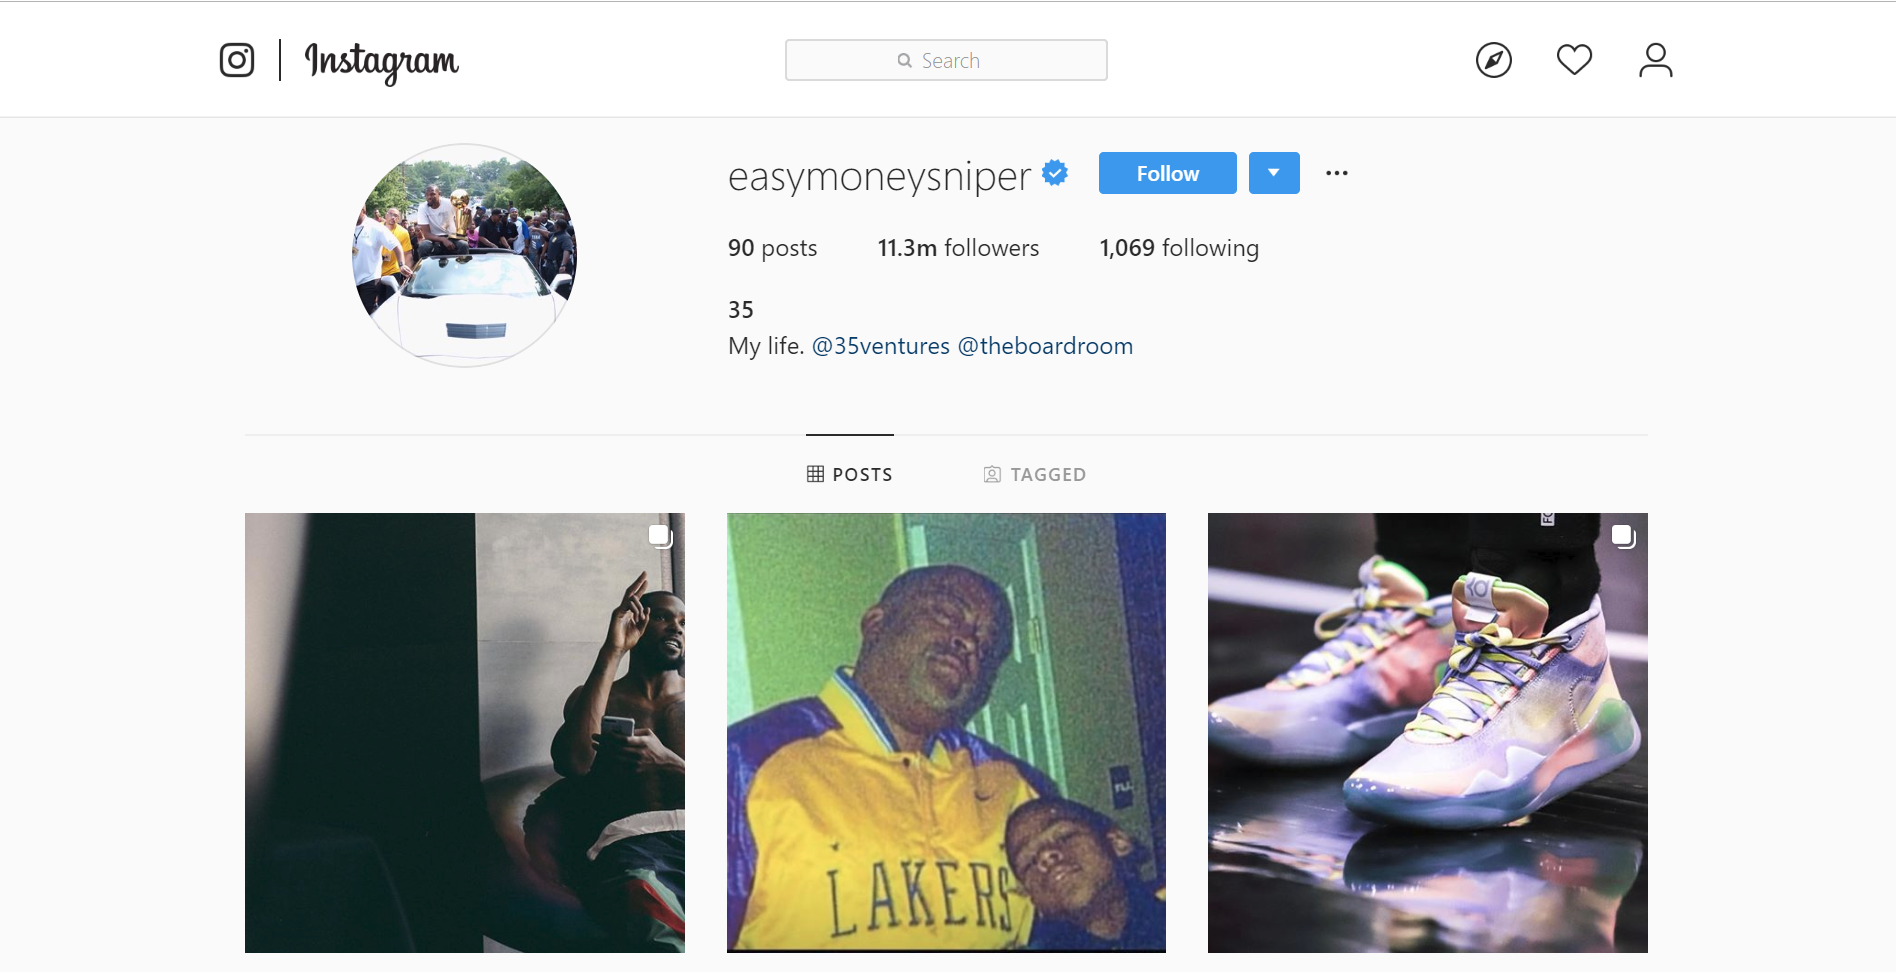 Instagram
Search
easymoneysniper
Follow
90 posts 11.3m followers 1,069 following
35
My life. @35ventures @theboardroom
POSTS TAGGED
LAKERS